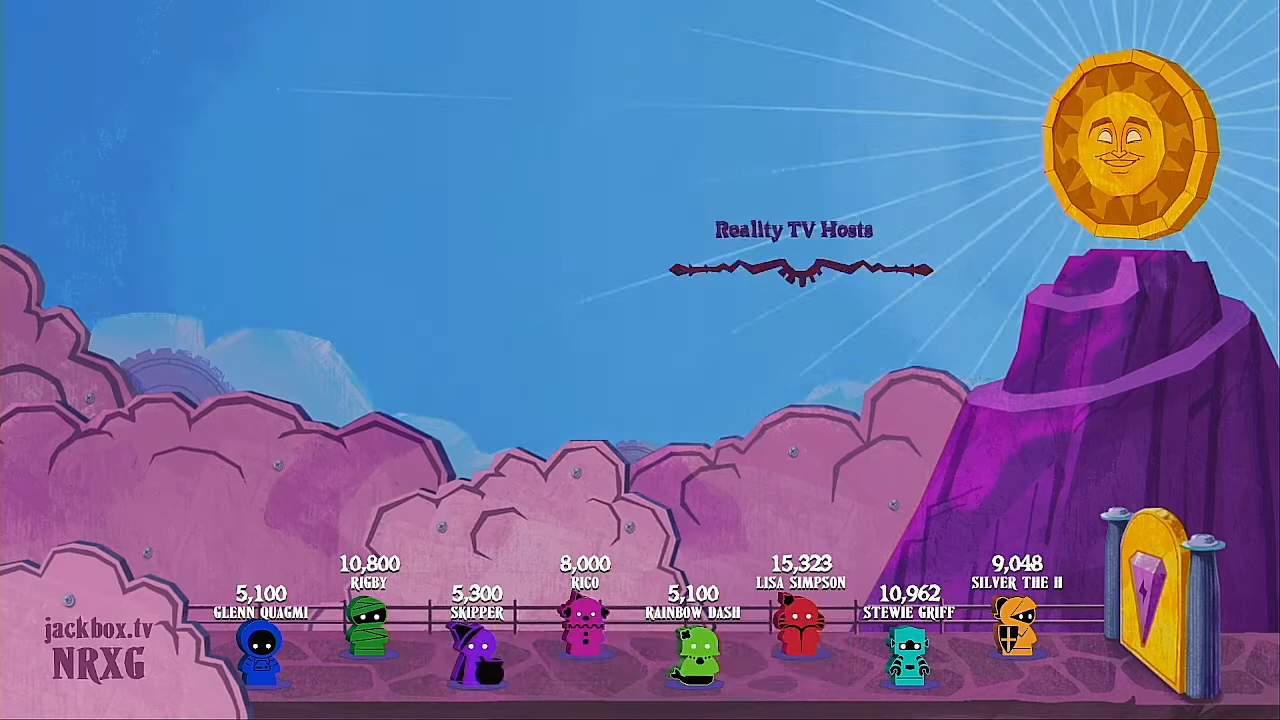 Reality TV Hosts
10,800
RIGBY
8,000
RICO
15,323
LISA SIMPSON
9,048
SILVER THE H
5,100
GLENN QUAGMI
5,300
SKIPPER
5,100
RAINBOW DASH
10,962
STEWIE GRIFF
jackbox.tv
NRXG